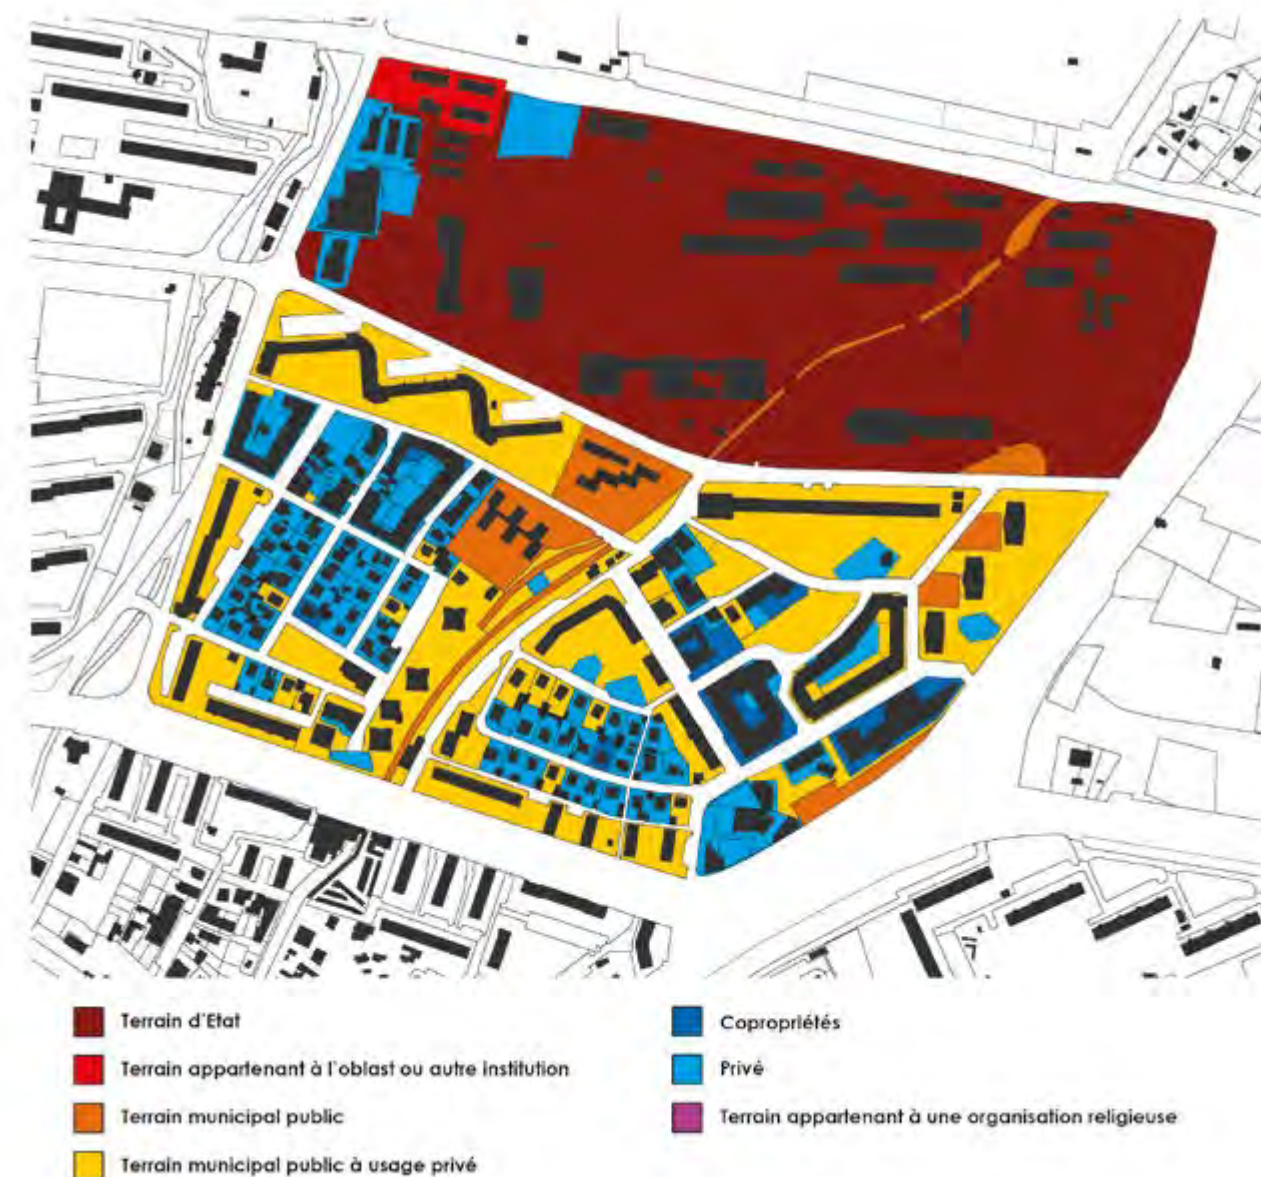 Terrain d'Etat
Terrain appartenant à l'oblast ou autre institution
Terrain municipal public
Terrain municipal public à usage privé
Copropriétés
Privé
Terrain appartenant à une organisation religieuse